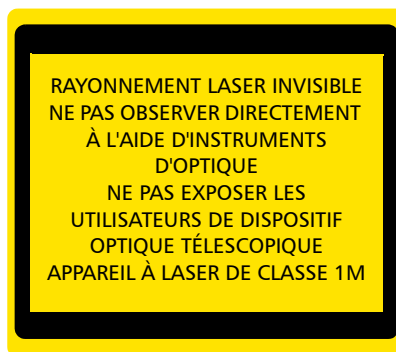 RAYONNEMENT LASER INVISIBLE
NE PAS OBSERVER DIRECTEMENT
À L'AIDE D'INSTRUMENTS
D'OPTIQUE
NE PAS EXPOSER LES
UTILISATEURS DE DISPOSITIF
OPTIQUE TÉLESCOPIQUE
APPAREIL À LASER DE CLASSE 1M